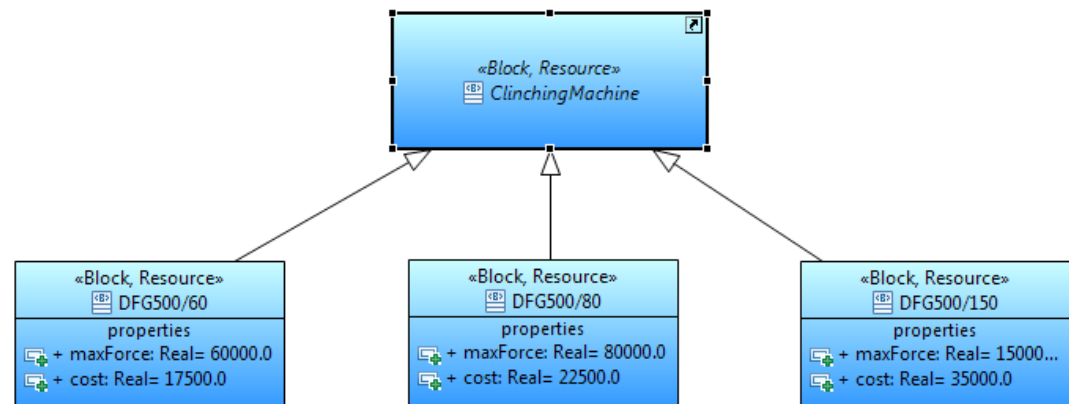 «Block, Resource»
ClinchingMachine
«Block, Resource»
DFG500/60
properties
+ maxForce: Real= 60000.0
+ cost: Real= 17500.0
«Block, Resource»
DFG500/80
properties
+ maxForce: Real= 80000.0
+ cost: Real= 22500.0
«Block, Resource»
DFG500/150
properties
+ maxForce: Real= 15000...
+ cost: Real= 35000.0